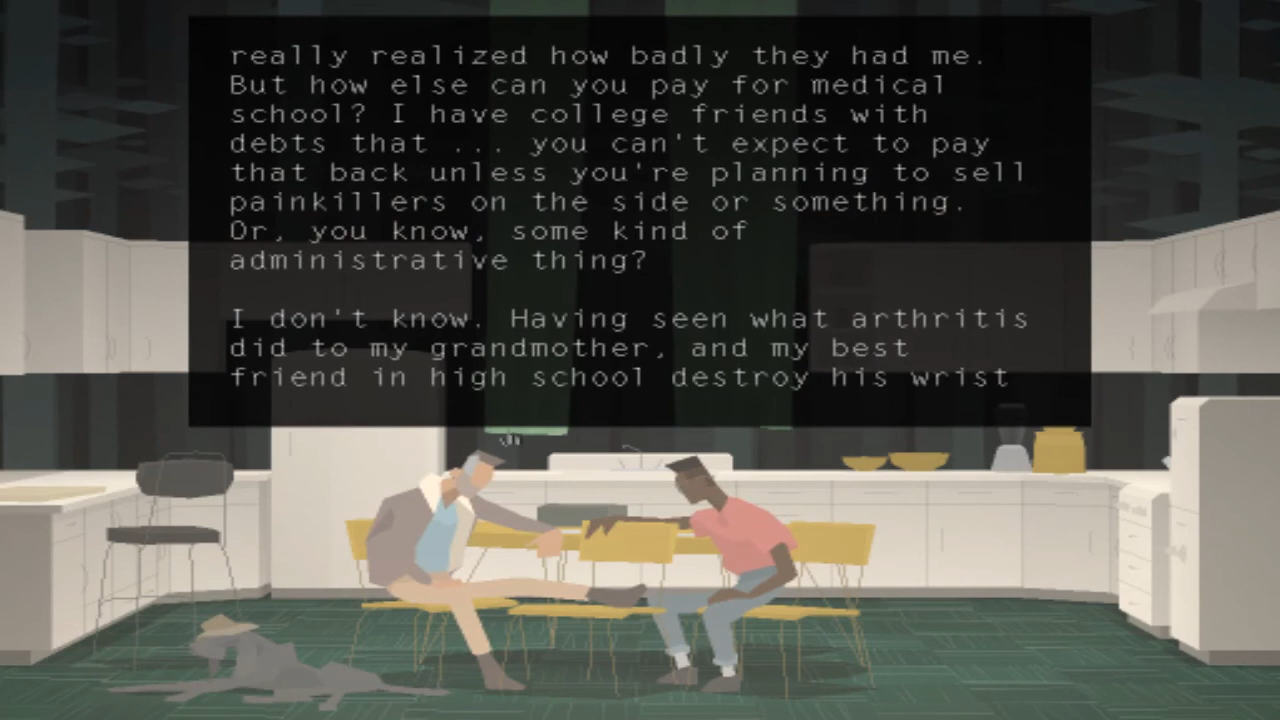 really realized how badly they had me.
But how else can you pay for medical
school? I have college friends with
debts that ... you can't expect to pay
that back unless you're planning to sell
painkillers on the side or something.
Or, you know, some kind of
administrative thing?
I don't know. Having seen what arthritis
did to my grandmother, and my best
friend in high school destroy his wrist